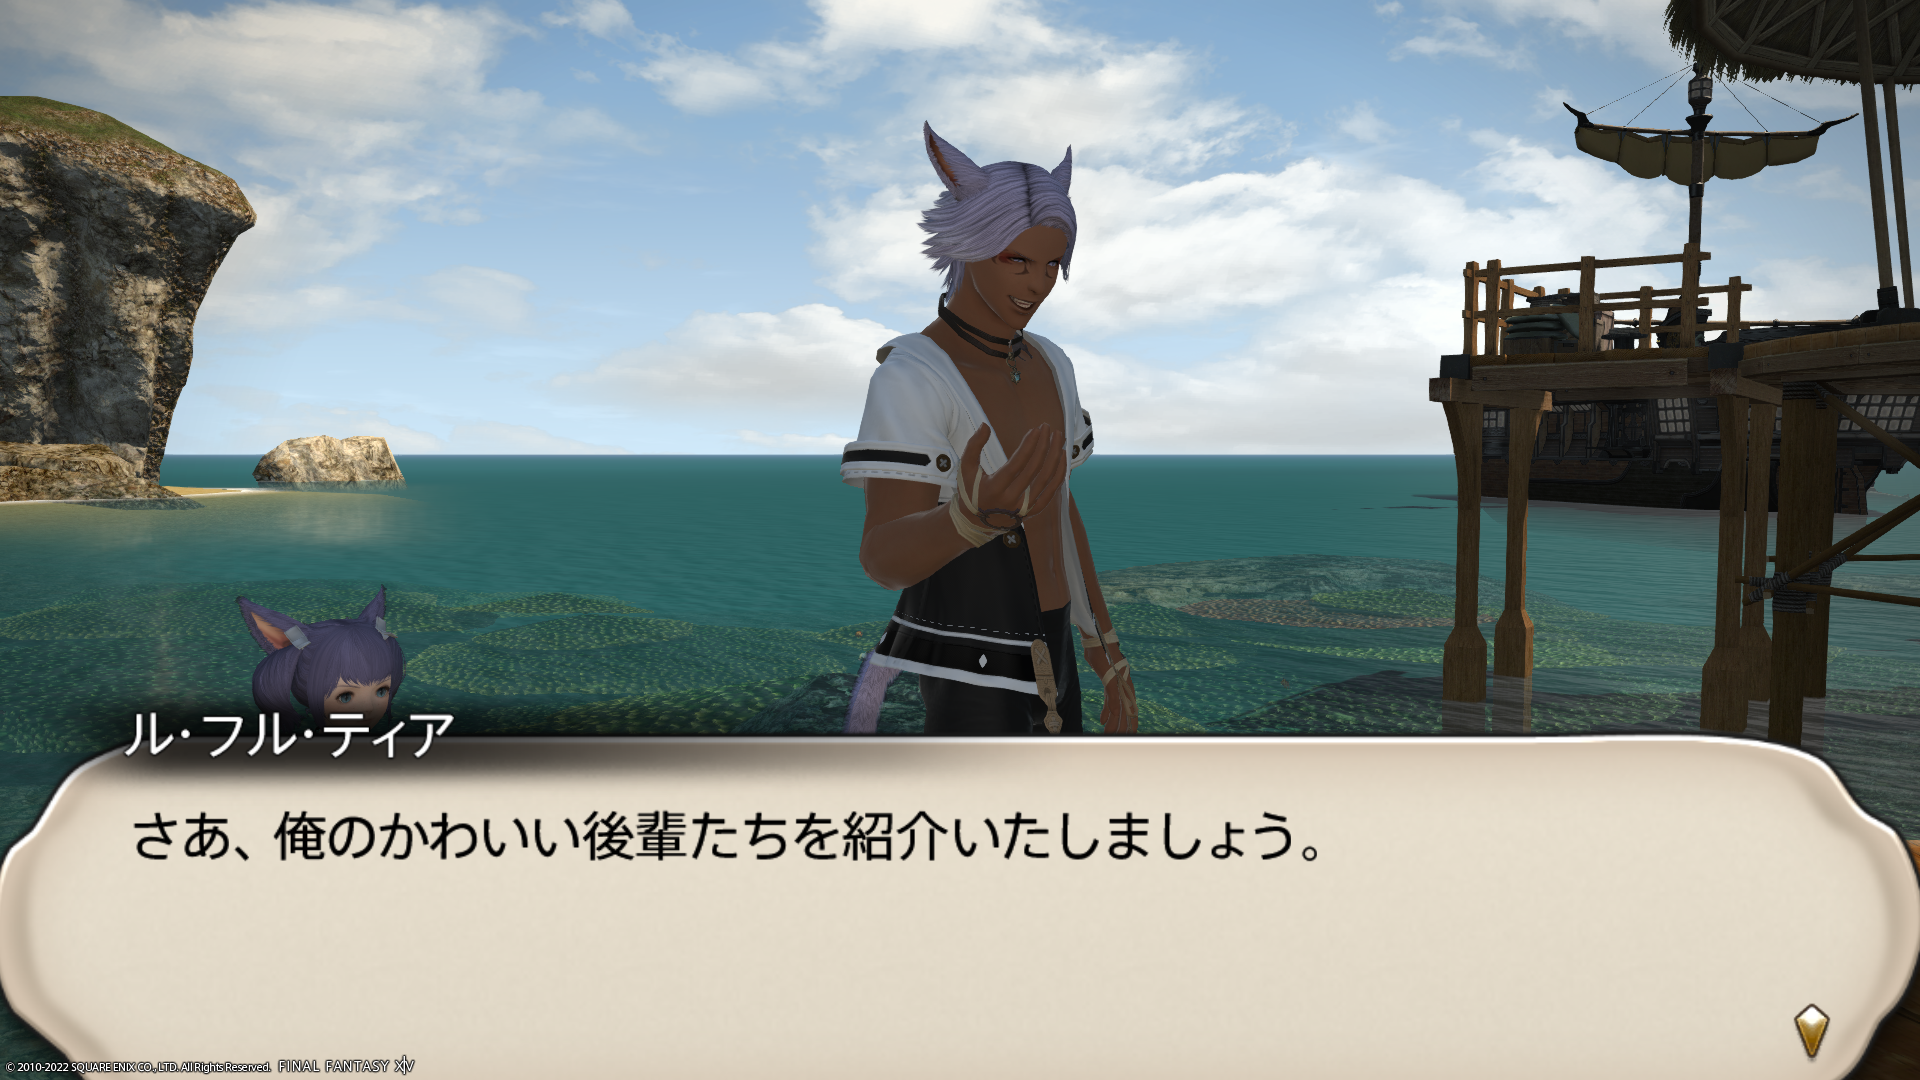 ル・フル・ティア
さあ、俺のかわいい後輩たちを紹介いたしましょう。
© 2010-2022 SQUARE ENIX CO., LTD. All Rights Reserved. FINAL FANTASY XIV